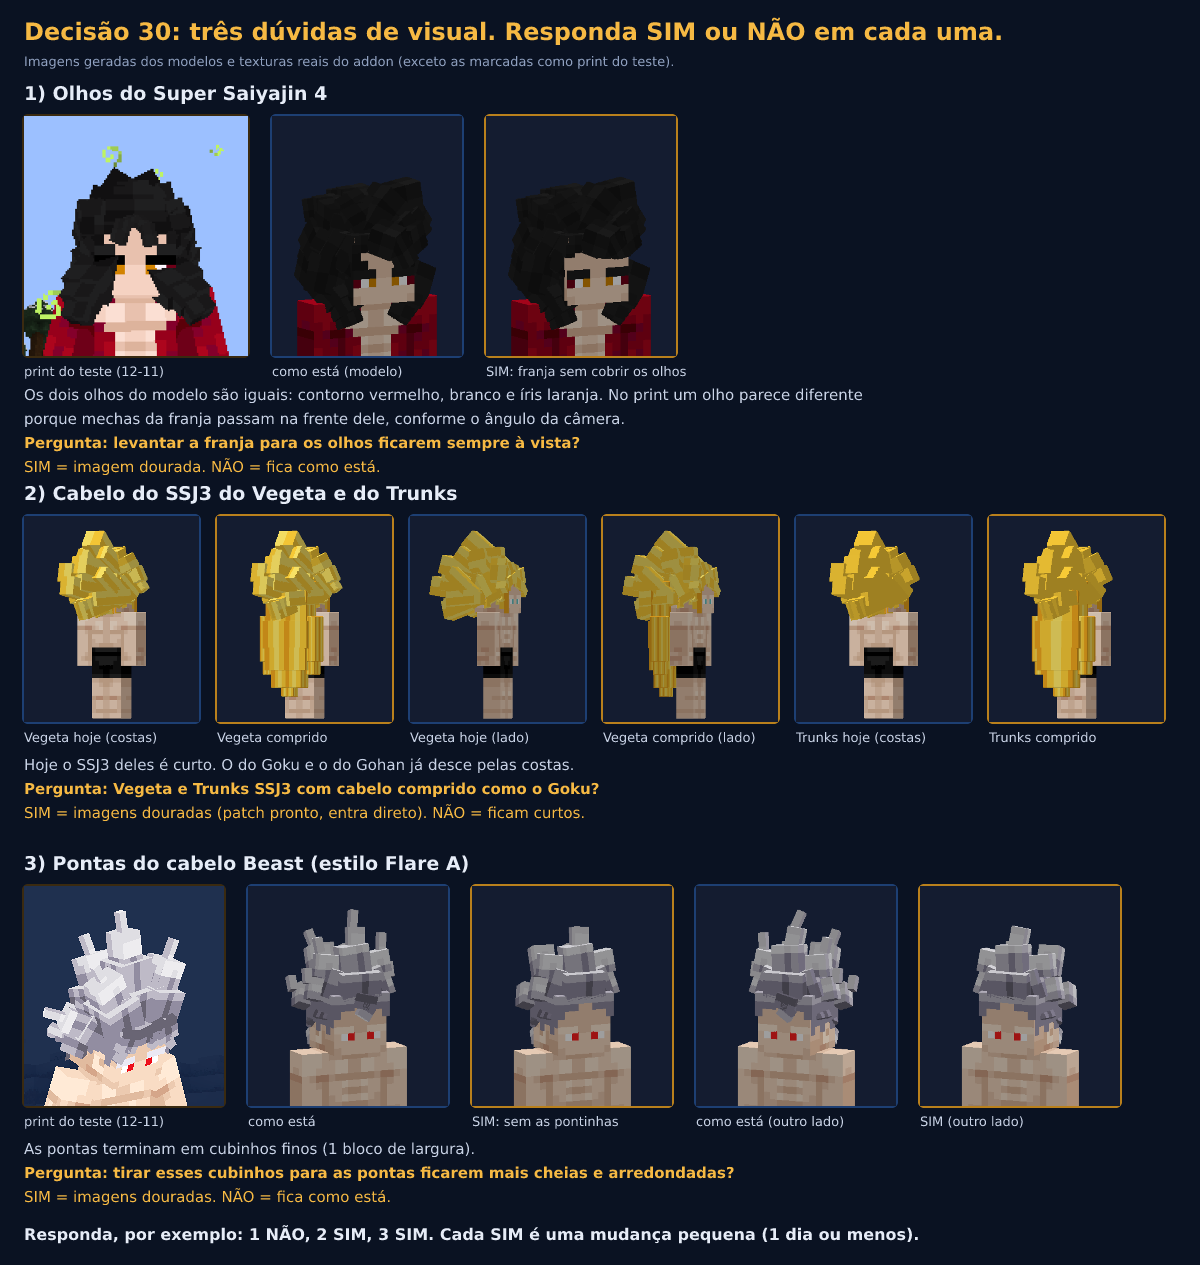 Decisão 30: três dúvidas de visual. Responda SIM ou NÃO em cada uma.
Imagens geradas dos modelos e texturas reais do addon (exceto as marcadas como print do teste).
1) Olhos do Super Saiyajin 4
print do teste (12-11)
como está (modelo)
SIM: franja sem cobrir os olhos
Os dois olhos do modelo são iguais: contorno vermelho, branco e íris laranja. No print um olho parece diferente
porque mechas da franja passam na frente dele, conforme o ângulo da câmera.
Pergunta: levantar a franja para os olhos ficarem sempre à vista?
SIM = imagem dourada. NÃO = fica como está.
2) Cabelo do SSJ3 do Vegeta e do Trunks
Vegeta hoje (costas)
Vegeta comprido
Vegeta hoje (lado)
Vegeta comprido (lado)
Trunks hoje (costas)
Trunks comprido
Hoje o SSJ3 deles é curto. O do Goku e o do Gohan já desce pelas costas.
Pergunta: Vegeta e Trunks SSJ3 com cabelo comprido como o Goku?
SIM = imagens douradas (patch pronto, entra direto). NÃO = ficam curtos.
3) Pontas do cabelo Beast (estilo Flare A)
print do teste (12-11)
como está
SIM: sem as pontinhas
como está (outro lado)
SIM (outro lado)
As pontas terminam em cubinhos finos (1 bloco de largura).
Pergunta: tirar esses cubinhos para as pontas ficarem mais cheias e arredondadas?
SIM = imagens douradas. NÃO = fica como está.
Responda, por exemplo: 1 NÃO, 2 SIM, 3 SIM. Cada SIM é uma mudança pequena (1 dia ou menos).